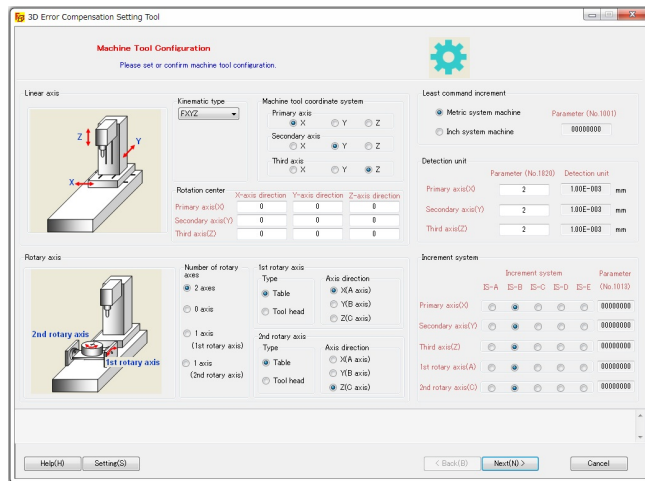 3D Error Compensation Setting Tool
Machine Tool Configuration
Please set or confirm machine tool configuration.
Linear axis
Z
Y
X
Kinematic type
FXYZ
Machine tool coordinate system
Primary axis
X Y Z
Secondary axis
X Y Z
Third axis
X Y Z
Rotation center
X-axis direction Y-axis direction Z-axis direction
Primary axis(X) 0 0 0
Secondary axis(Y) 0 0 0
Third axis(Z) 0 0 0
Least command increment
Metric system machine
Inch system machine
Parameter (No.1001)
00000000
Detection unit
Parameter (No.1820) Detection unit
Primary axis(X) 2 1.00E-003 mm
Secondary axis(Y) 2 1.00E-003 mm
Third axis(Z) 2 1.00E-003 mm
Rotary axis
2nd rotary axis
1st rotary axis
Number of rotary axes
2 axes
0 axis
1 axis
(1st rotary axis)
1 axis
(2nd rotary axis)
1st rotary axis
Type
Table
Tool head
Axis direction
X(A axis)
Y(B axis)
Z(C axis)
2nd rotary axis
Type
Table
Tool head
Axis direction
X(A axis)
Y(B axis)
Z(C axis)
Increment system
Increment system Parameter
IS-A IS-B IS-C IS-D IS-E (No.1013)
Primary axis(X) 00000000
Secondary axis(Y) 00000000
Third axis(Z) 00000000
1st rotary axis(A) 00000000
2nd rotary axis(C) 00000000
Help(H) Setting(S) < Back(B) Next(N) > Cancel